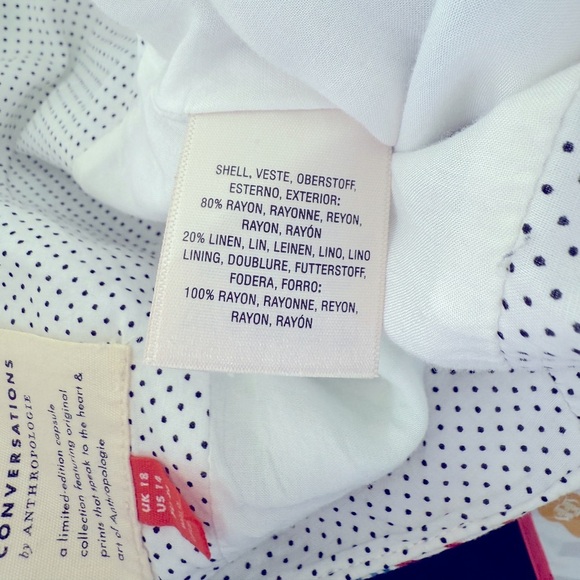 SHELL, VESTE, OBERSTOFF,
ESTERNO, EXTERIOR:
80% RAYON, RAYONNE, REYON,
RAYON, RAYÓN
20% LINEN, LIN, LEINEN, LINO, LINO
LINING, DOUBLURE, FUTTERSTOFF,
FODERA, FORRO:
100% RAYON, RAYONNE, REYON,
RAYON, RAYÓN
CONVERSATIONS
by ANTHROPOLOGIE
a limited-edition capsule
collection featuring original
prints that speak to the heart &
art of Anthropologie
UK 18
US 14